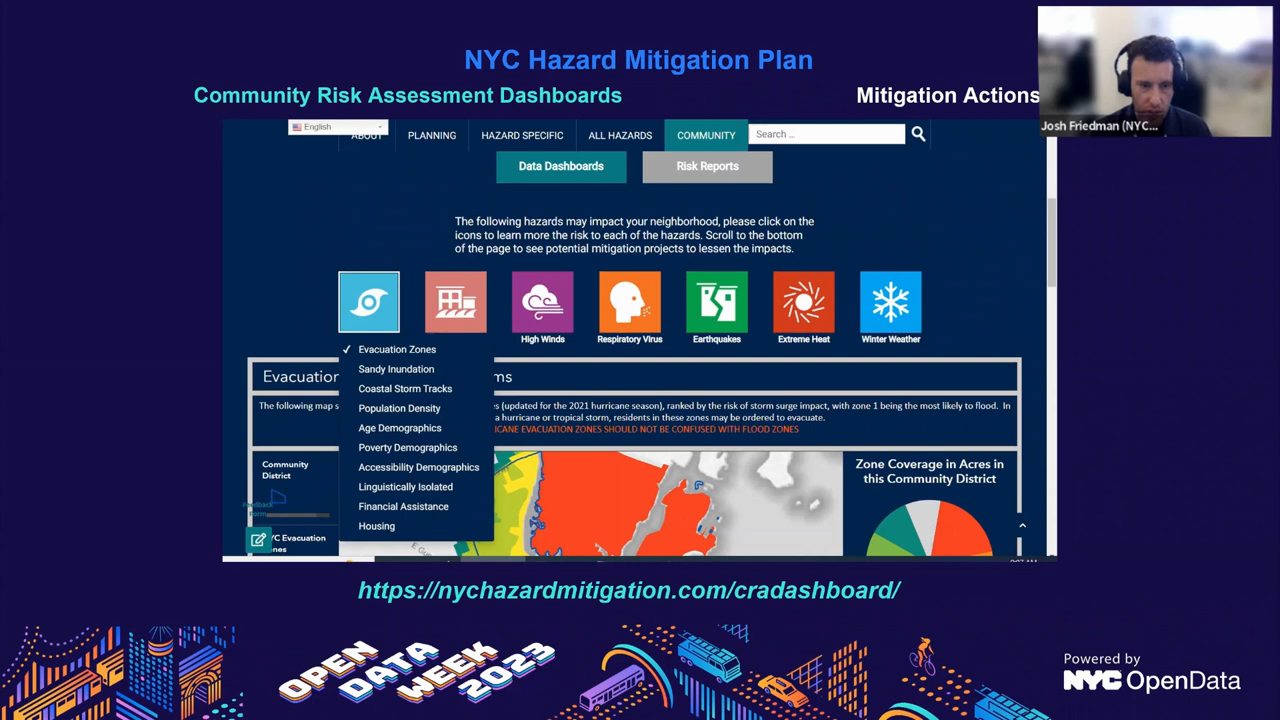 NYC Hazard Mitigation Plan
Community Risk Assessment Dashboards
Mitigation Actions
Josh Friedman (NYC...
English
ABOUT
PLANNING
HAZARD SPECIFIC
ALL HAZARDS
COMMUNITY
Search ...
Data Dashboards
Risk Reports
The following hazards may impact your neighborhood, please click on the
icons to learn more the risk to each of the hazards. Scroll to the bottom
of the page to see potential mitigation projects to lessen the impacts.
High Winds
Respiratory Virus
Earthquakes
Extreme Heat
Winter Weather
Evacuation Zones
Sandy Inundation
Coastal Storm Tracks
Population Density
Age Demographics
Poverty Demographics
Accessibility Demographics
Linguistically Isolated
Financial Assistance
Housing
Evacuation
ms
The following map s
s (updated for the 2021 hurricane season), ranked by the risk of storm surge impact, with zone 1 being the most likely to flood. In
a hurricane or tropical storm, residents in these zones may be ordered to evacuate.
ICANE EVACUATION ZONES SHOULD NOT BE CONFUSED WITH FLOOD ZONES
Community
District
Feedback
Form
YC Evacuation
Zones
Zone Coverage in Acres in
this Community District
https://nychazardmitigation.com/cradashboard/
OPEN
DATA
WEEK
2023
Powered by
NYC OpenData